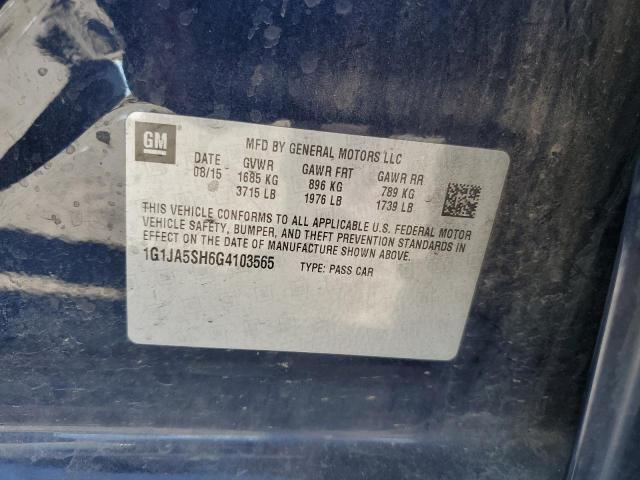 GM
MFD BY GENERAL MOTORS LLC
DATE GVWR GAWR FRT GAWR RR
08/15 1685 KG 896 KG 789 KG
3715 LB 1976 LB 1739 LB
THIS VEHICLE CONFORMS TO ALL APPLICABLE U.S. FEDERAL MOTOR
VEHICLE SAFETY, BUMPER, AND THEFT PREVENTION STANDARDS IN
EFFECT ON THE DATE OF MANUFACTURE SHOWN ABOVE.
1G1JA5SH6G4103565
TYPE: PASS CAR